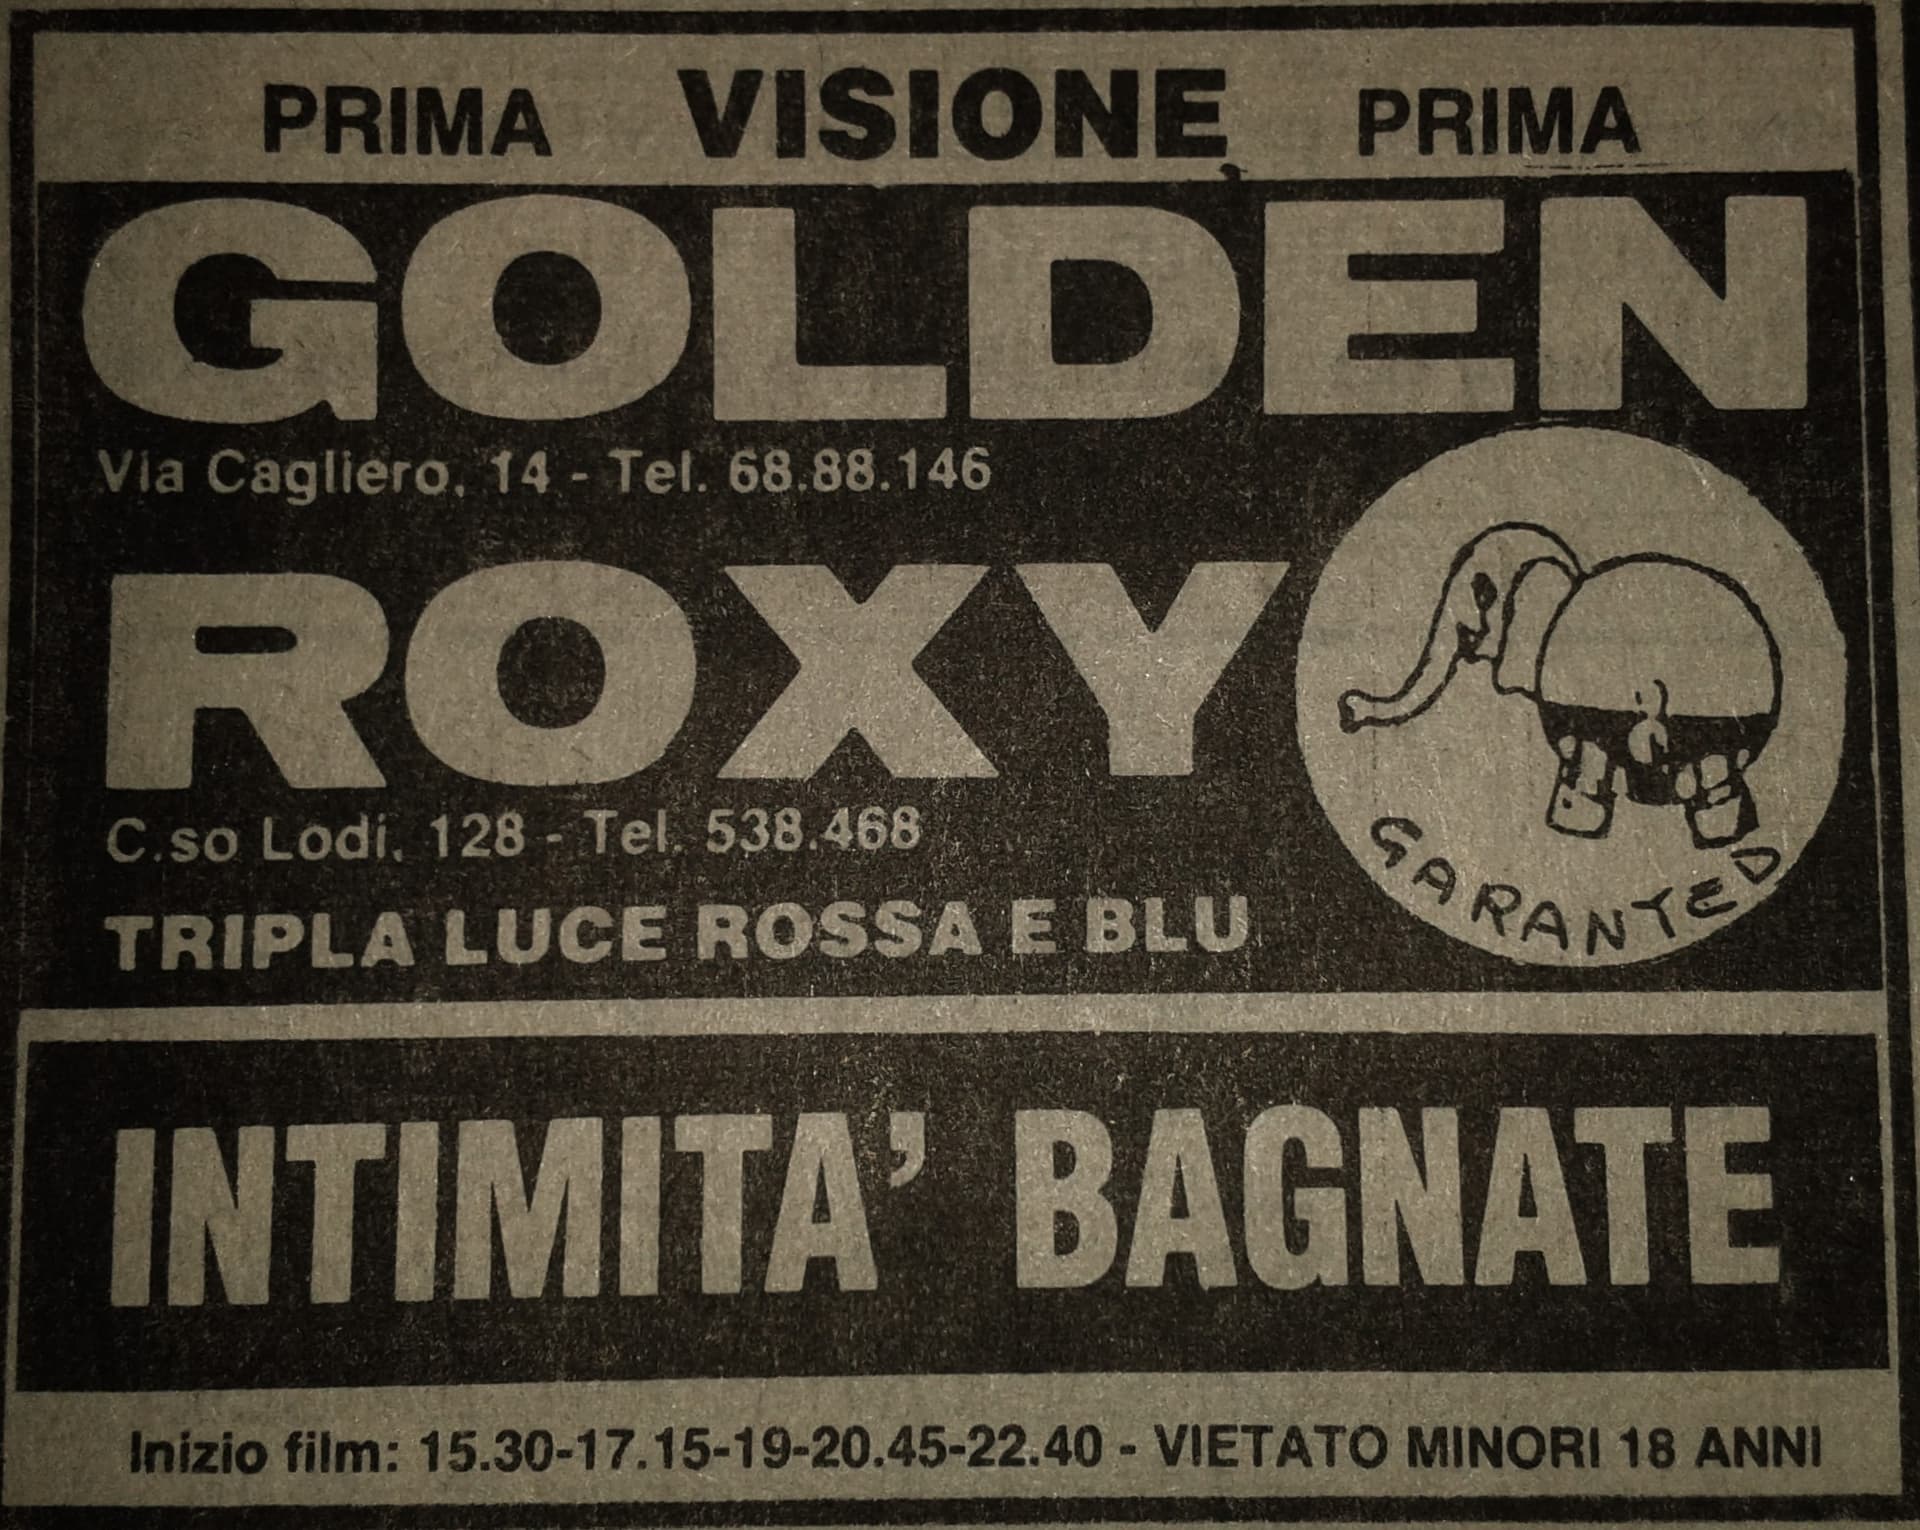 PRIMA VISIONE PRIMA
GOLDEN
Via Cagliero, 14 - Tel. 68.88.146
ROXY
C.so Lodi, 128 - Tel. 538.468
TRIPLA LUCE ROSSA E BLU
GARANTED
INTIMITA' BAGNATE
Inizio film: 15.30-17.15-19-20.45-22.40 - VIETATO MINORI 18 ANNI